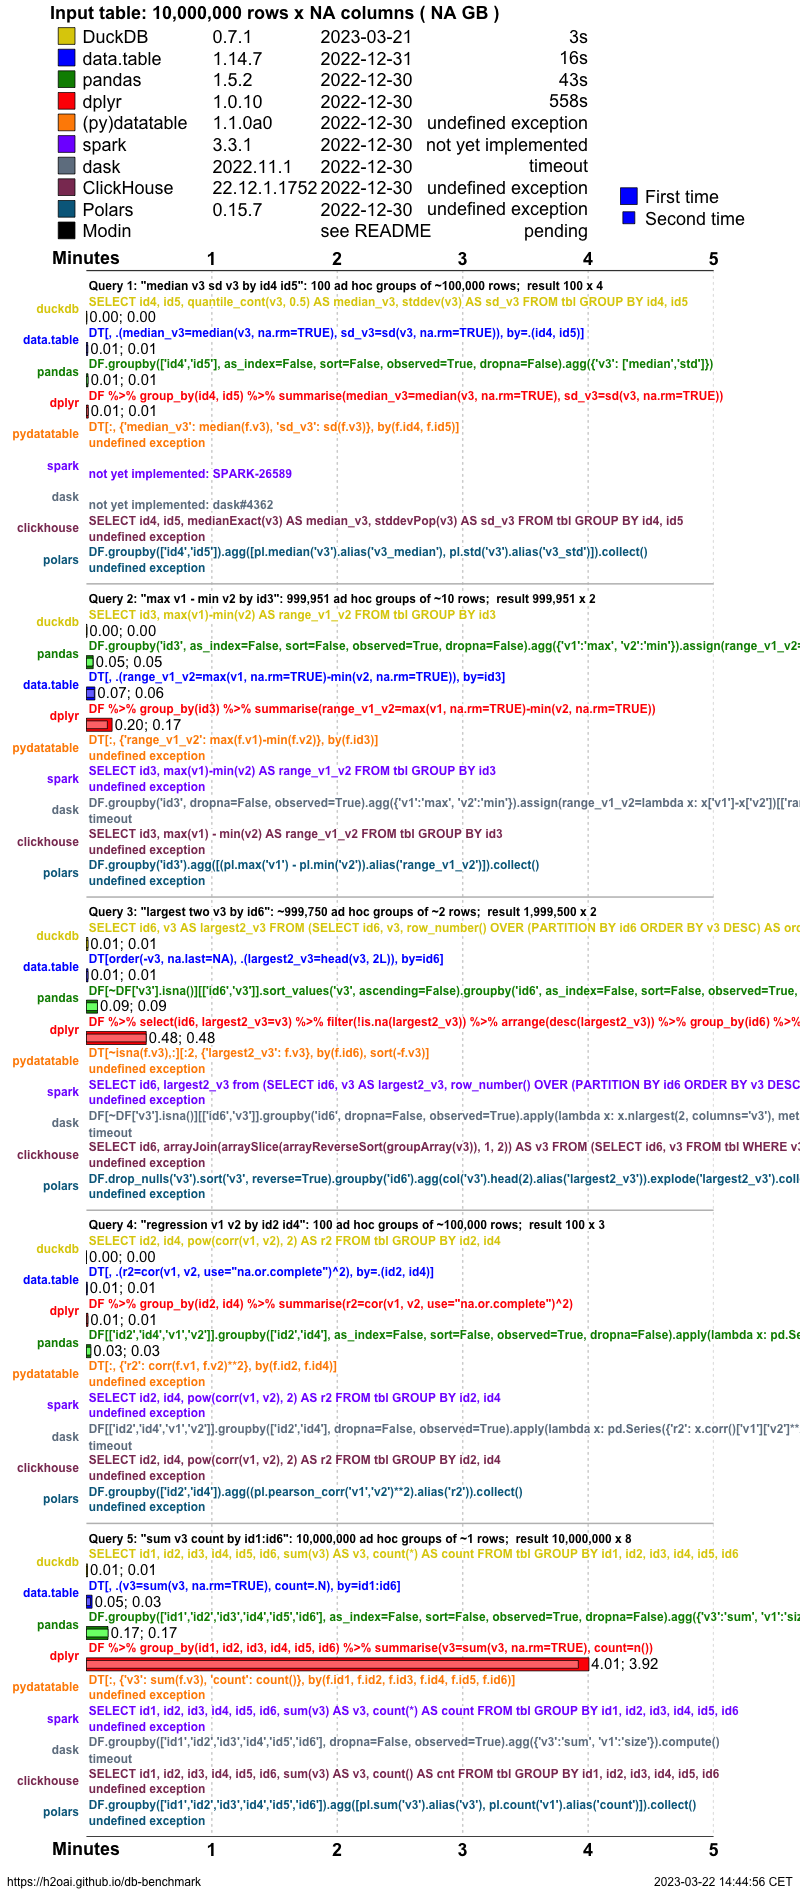 Input table: 10,000,000 rows x NA columns ( NA GB )
DuckDB 0.7.1 2023-03-21 3s
data.table 1.14.7 2022-12-31 16s
pandas 1.5.2 2022-12-30 43s
dplyr 1.0.10 2022-12-30 558s
(py)datatable 1.1.0a0 2022-12-30 undefined exception
spark 3.3.1 2022-12-30 not yet implemented
dask 2022.11.1 2022-12-30 timeout
ClickHouse 22.12.1.1752 2022-12-30 undefined exception
Polars 0.15.7 2022-12-30 undefined exception
Modin see README pending
First time
Second time
Minutes 1 2 3 4 5
Query 1: "median v3 sd v3 by id4 id5": 100 ad hoc groups of ~100,000 rows; result 100 x 4
duckdb SELECT id4, id5, quantile_cont(v3, 0.5) AS median_v3, stddev(v3) AS sd_v3 FROM tbl GROUP BY id4, id5
0.00; 0.00
data.table DT[, .(median_v3=median(v3, na.rm=TRUE), sd_v3=sd(v3, na.rm=TRUE)), by=.(id4, id5)]
0.01; 0.01
pandas DF.groupby(['id4','id5'], as_index=False, sort=False, observed=True, dropna=False).agg({'v3': ['median','std']})
0.01; 0.01
dplyr DF %>% group_by(id4, id5) %>% summarise(median_v3=median(v3, na.rm=TRUE), sd_v3=sd(v3, na.rm=TRUE))
0.01; 0.01
pydatatable DT[:, {'median_v3': median(f.v3), 'sd_v3': sd(f.v3)}, by(f.id4, f.id5)]
undefined exception
spark
not yet implemented: SPARK-26589
dask
not yet implemented: dask#4362
clickhouse SELECT id4, id5, medianExact(v3) AS median_v3, stddevPop(v3) AS sd_v3 FROM tbl GROUP BY id4, id5
undefined exception
polars DF.groupby(['id4','id5']).agg([pl.median('v3').alias('v3_median'), pl.std('v3').alias('v3_std')]).collect()
undefined exception
Query 2: "max v1 - min v2 by id3": 999,951 ad hoc groups of ~10 rows; result 999,951 x 2
duckdb SELECT id3, max(v1)-min(v2) AS range_v1_v2 FROM tbl GROUP BY id3
0.00; 0.00
pandas DF.groupby('id3', as_index=False, sort=False, observed=True, dropna=False).agg({'v1':'max', 'v2':'min'}).assign(range_v1_v2=
0.05; 0.05
data.table DT[, .(range_v1_v2=max(v1, na.rm=TRUE)-min(v2, na.rm=TRUE)), by=id3]
0.07; 0.06
dplyr DF %>% group_by(id3) %>% summarise(range_v1_v2=max(v1, na.rm=TRUE)-min(v2, na.rm=TRUE))
0.20; 0.17
pydatatable DT[:, {'range_v1_v2': max(f.v1)-min(f.v2)}, by(f.id3)]
undefined exception
spark SELECT id3, max(v1)-min(v2) AS range_v1_v2 FROM tbl GROUP BY id3
undefined exception
dask DF.groupby('id3', dropna=False, observed=True).agg({'v1':'max', 'v2':'min'}).assign(range_v1_v2=lambda x: x['v1']-x['v2'])[['ra
timeout
clickhouse SELECT id3, max(v1) - min(v2) AS range_v1_v2 FROM tbl GROUP BY id3
undefined exception
polars DF.groupby('id3').agg([(pl.max('v1') - pl.min('v2')).alias('range_v1_v2')]).collect()
undefined exception
Query 3: "largest two v3 by id6": ~999,750 ad hoc groups of ~2 rows; result 1,999,500 x 2
duckdb SELECT id6, v3 AS largest2_v3 FROM (SELECT id6, v3, row_number() OVER (PARTITION BY id6 ORDER BY v3 DESC) AS ord
0.01; 0.01
data.table DT[order(-v3, na.last=NA), .(largest2_v3=head(v3, 2L)), by=id6]
0.01; 0.01
pandas DF[~DF['v3'].isna()][['id6','v3']].sort_values('v3', ascending=False).groupby('id6', as_index=False, sort=False, observed=True,
0.09; 0.09
dplyr DF %>% select(id6, largest2_v3=v3) %>% filter(!is.na(largest2_v3)) %>% arrange(desc(largest2_v3)) %>% group_by(id6) %>%
0.48; 0.48
pydatatable DT[~isna(f.v3),:][:2, {'largest2_v3': f.v3}, by(f.id6), sort(-f.v3)]
undefined exception
spark SELECT id6, largest2_v3 from (SELECT id6, v3 AS largest2_v3, row_number() OVER (PARTITION BY id6 ORDER BY v3 DESC
undefined exception
dask DF[~DF['v3'].isna()][['id6','v3']].groupby('id6', dropna=False, observed=True).apply(lambda x: x.nlargest(2, columns='v3'), met
timeout
clickhouse SELECT id6, arrayJoin(arraySlice(arrayReverseSort(groupArray(v3)), 1, 2)) AS v3 FROM (SELECT id6, v3 FROM tbl WHERE v3
undefined exception
polars DF.drop_nulls('v3').sort('v3', reverse=True).groupby('id6').agg(col('v3').head(2).alias('largest2_v3')).explode('largest2_v3').coll
undefined exception
Query 4: "regression v1 v2 by id2 id4": 100 ad hoc groups of ~100,000 rows; result 100 x 3
duckdb SELECT id2, id4, pow(corr(v1, v2), 2) AS r2 FROM tbl GROUP BY id2, id4
0.00; 0.00
data.table DT[, .(r2=cor(v1, v2, use="na.or.complete")^2), by=.(id2, id4)]
0.01; 0.01
dplyr DF %>% group_by(id2, id4) %>% summarise(r2=cor(v1, v2, use="na.or.complete")^2)
0.01; 0.01
pandas DF[['id2','id4','v1','v2']].groupby(['id2','id4'], as_index=False, sort=False, observed=True, dropna=False).apply(lambda x: pd.Se
0.03; 0.03
pydatatable DT[:, {'r2': corr(f.v1, f.v2)**2}, by(f.id2, f.id4)]
undefined exception
spark SELECT id2, id4, pow(corr(v1, v2), 2) AS r2 FROM tbl GROUP BY id2, id4
undefined exception
dask DF[['id2','id4','v1','v2']].groupby(['id2','id4'], dropna=False, observed=True).apply(lambda x: pd.Series({'r2': x.corr()['v1']['v2']**
timeout
clickhouse SELECT id2, id4, pow(corr(v1, v2), 2) AS r2 FROM tbl GROUP BY id2, id4
undefined exception
polars DF.groupby(['id2','id4']).agg((pl.pearson_corr('v1','v2')**2).alias('r2')).collect()
undefined exception
Query 5: "sum v3 count by id1:id6": 10,000,000 ad hoc groups of ~1 rows; result 10,000,000 x 8
duckdb SELECT id1, id2, id3, id4, id5, id6, sum(v3) AS v3, count(*) AS count FROM tbl GROUP BY id1, id2, id3, id4, id5, id6
0.01; 0.01
data.table DT[, .(v3=sum(v3, na.rm=TRUE), count=.N), by=id1:id6]
0.05; 0.03
pandas DF.groupby(['id1','id2','id3','id4','id5','id6'], as_index=False, sort=False, observed=True, dropna=False).agg({'v3':'sum', 'v1':'size
0.17; 0.17
dplyr DF %>% group_by(id1, id2, id3, id4, id5, id6) %>% summarise(v3=sum(v3, na.rm=TRUE), count=n())
4.01; 3.92
pydatatable DT[:, {'v3': sum(f.v3), 'count': count()}, by(f.id1, f.id2, f.id3, f.id4, f.id5, f.id6)]
undefined exception
spark SELECT id1, id2, id3, id4, id5, id6, sum(v3) AS v3, count(*) AS count FROM tbl GROUP BY id1, id2, id3, id4, id5, id6
undefined exception
dask DF.groupby(['id1','id2','id3','id4','id5','id6'], dropna=False, observed=True).agg({'v3':'sum', 'v1':'size'}).compute()
timeout
clickhouse SELECT id1, id2, id3, id4, id5, id6, sum(v3) AS v3, count() AS cnt FROM tbl GROUP BY id1, id2, id3, id4, id5, id6
undefined exception
polars DF.groupby(['id1','id2','id3','id4','id5','id6']).agg([pl.sum('v3').alias('v3'), pl.count('v1').alias('count')]).collect()
undefined exception
Minutes 1 2 3 4 5
https://h2oai.github.io/db-benchmark 2023-03-22 14:44:56 CET